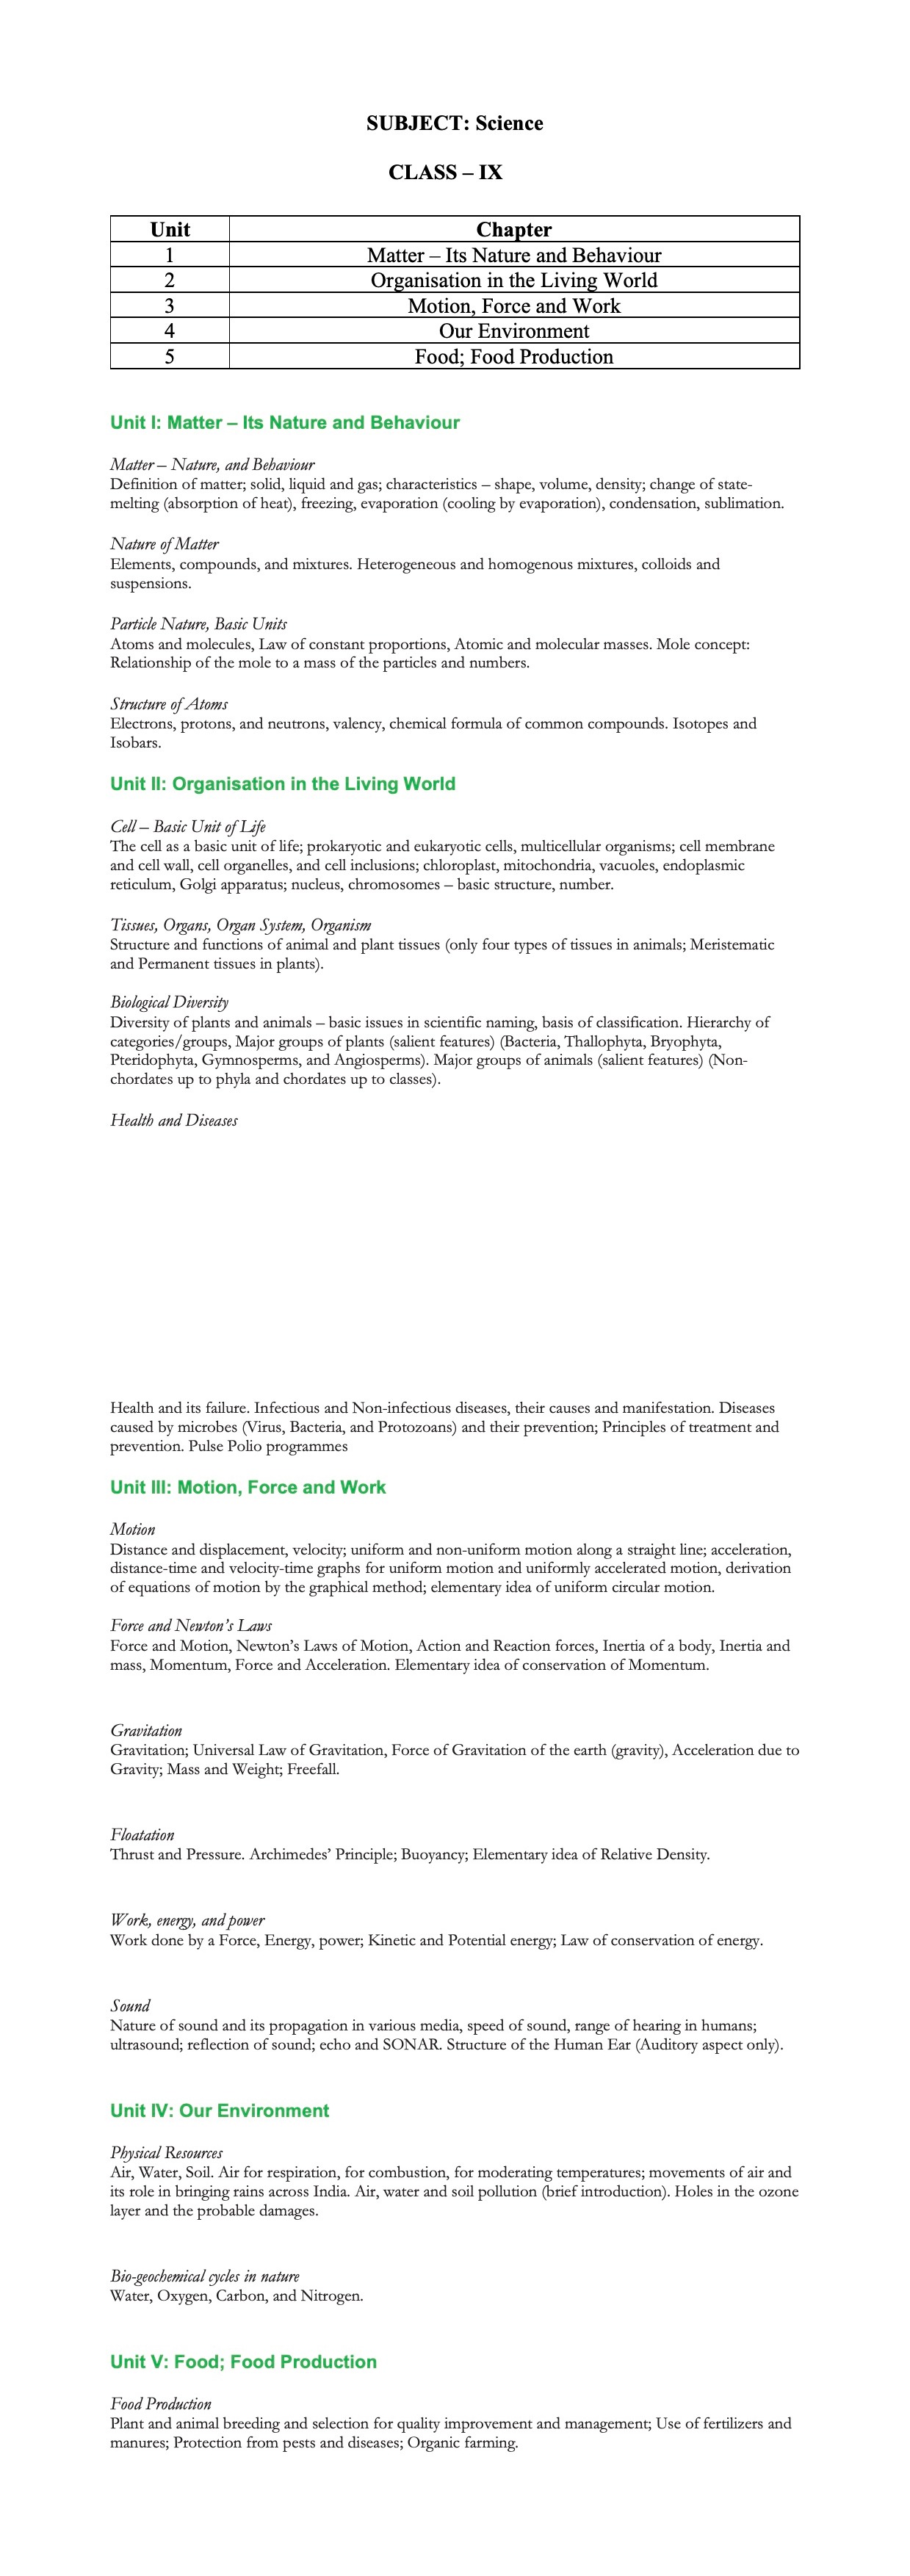 SUBJECT: Science
CLASS – IX
Unit Chapter
1 Matter – Its Nature and Behaviour
2 Organisation in the Living World
3 Motion, Force and Work
4 Our Environment
5 Food; Food Production
Unit I: Matter – Its Nature and Behaviour
Matter – Nature, and Behaviour
Definition of matter; solid, liquid and gas; characteristics – shape, volume, density; change of state-
melting (absorption of heat), freezing, evaporation (cooling by evaporation), condensation, sublimation.
Nature of Matter
Elements, compounds, and mixtures. Heterogeneous and homogenous mixtures, colloids and
suspensions.
Particle Nature, Basic Units
Atoms and molecules, Law of constant proportions, Atomic and molecular masses. Mole concept:
Relationship of the mole to a mass of the particles and numbers.
Structure of Atoms
Electrons, protons, and neutrons, valency, chemical formula of common compounds. Isotopes and
Isobars.
Unit II: Organisation in the Living World
Cell – Basic Unit of Life
The cell as a basic unit of life; prokaryotic and eukaryotic cells, multicellular organisms; cell membrane
and cell wall, cell organelles, and cell inclusions; chloroplast, mitochondria, vacuoles, endoplasmic
reticulum, Golgi apparatus; nucleus, chromosomes – basic structure, number.
Tissues, Organs, Organ System, Organism
Structure and functions of animal and plant tissues (only four types of tissues in animals; Meristematic
and Permanent tissues in plants).
Biological Diversity
Diversity of plants and animals – basic issues in scientific naming, basis of classification. Hierarchy of
categories/groups, Major groups of plants (salient features) (Bacteria, Thallophyta, Bryophyta,
Pteridophyta, Gymnosperms, and Angiosperms). Major groups of animals (salient features) (Non-
chordates up to phyla and chordates up to classes).
Health and Diseases
Health and its failure. Infectious and Non-infectious diseases, their causes and manifestation. Diseases
caused by microbes (Virus, Bacteria, and Protozoans) and their prevention; Principles of treatment and
prevention. Pulse Polio programmes
Unit III: Motion, Force and Work
Motion
Distance and displacement, velocity; uniform and non-uniform motion along a straight line; acceleration,
distance-time and velocity-time graphs for uniform motion and uniformly accelerated motion, derivation
of equations of motion by the graphical method; elementary idea of uniform circular motion.
Force and Newton's Laws
Force and Motion, Newton's Laws of Motion, Action and Reaction forces, Inertia of a body, Inertia and
mass, Momentum, Force and Acceleration. Elementary idea of conservation of Momentum.
Gravitation
Gravitation; Universal Law of Gravitation, Force of Gravitation of the earth (gravity), Acceleration due to
Gravity; Mass and Weight; Freefall.
Floatation
Thrust and Pressure. Archimedes' Principle; Buoyancy; Elementary idea of Relative Density.
Work, energy, and power
Work done by a Force, Energy, power; Kinetic and Potential energy; Law of conservation of energy.
Sound
Nature of sound and its propagation in various media, speed of sound, range of hearing in humans;
ultrasound; reflection of sound; echo and SONAR. Structure of the Human Ear (Auditory aspect only).
Unit IV: Our Environment
Physical Resources
Air, Water, Soil. Air for respiration, for combustion, for moderating temperatures; movements of air and
its role in bringing rains across India. Air, water and soil pollution (brief introduction). Holes in the ozone
layer and the probable damages.
Bio-geochemical cycles in nature
Water, Oxygen, Carbon, and Nitrogen.
Unit V: Food; Food Production
Food Production
Plant and animal breeding and selection for quality improvement and management; Use of fertilizers and
manures; Protection from pests and diseases; Organic farming.